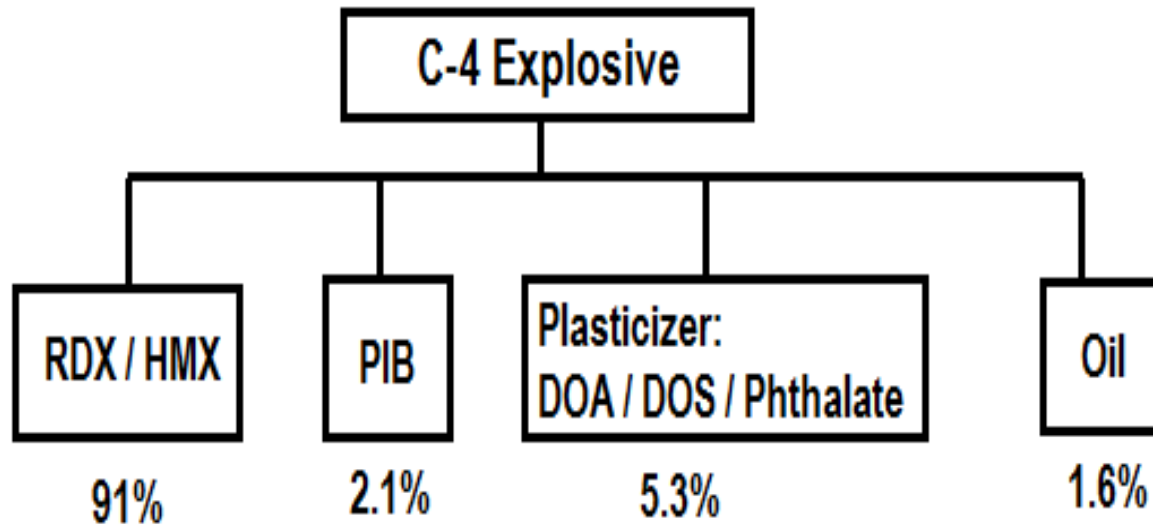 C-4 Explosive
RDX / HMX
PIB
Plasticizer:
DOA / DOS / Phthalate
Oil
91%
2.1%
5.3%
1.6%